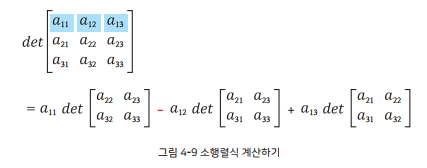 a₁₁ a₁₂ a₁₃
det a₂₁ a₂₂ a₂₃
a₃₁ a₃₂ a₃₃
= a₁₁ det [a₂₂ a₂₃ − a₁₂ det [a₂₁ a₂₃ + a₁₃ det [a₂₁ a₂₂
a₃₂ a₃₃] a₃₁ a₃₃] a₃₁ a₃₂]
그림 4-9 소행렬식 계산하기